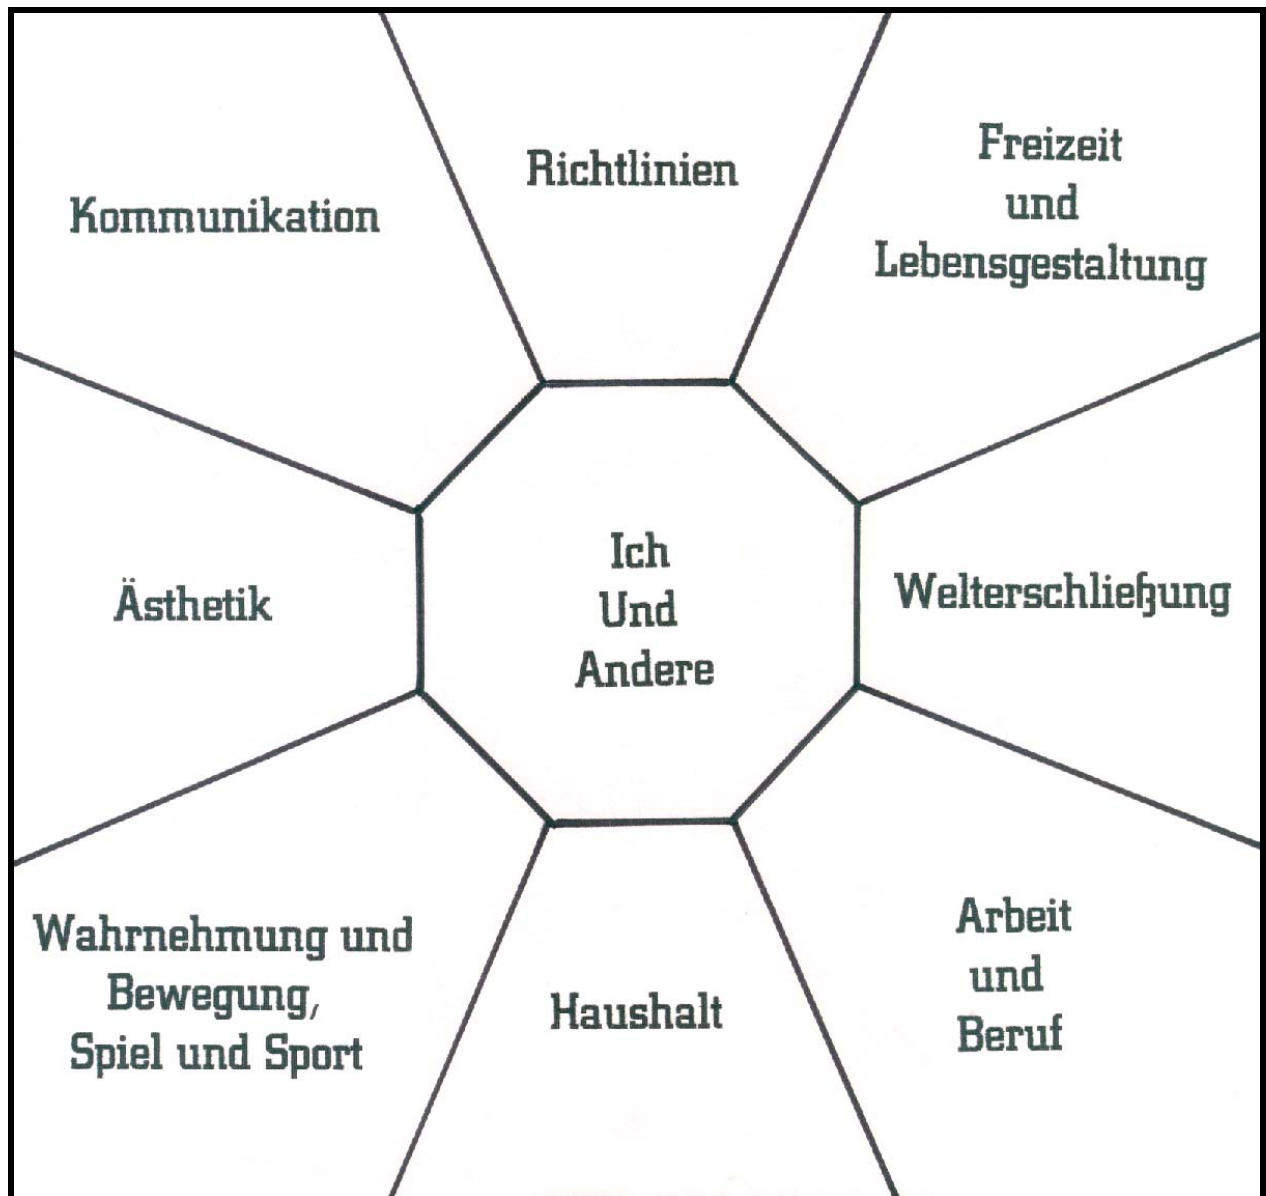 Richtlinien
Freizeit
und
Lebensgestaltung
Kommunikation
Ich
Und
Andere
Ästhetik
Welterschließung
Wahrnehmung und
Bewegung,
Spiel und Sport
Haushalt
Arbeit
und
Beruf